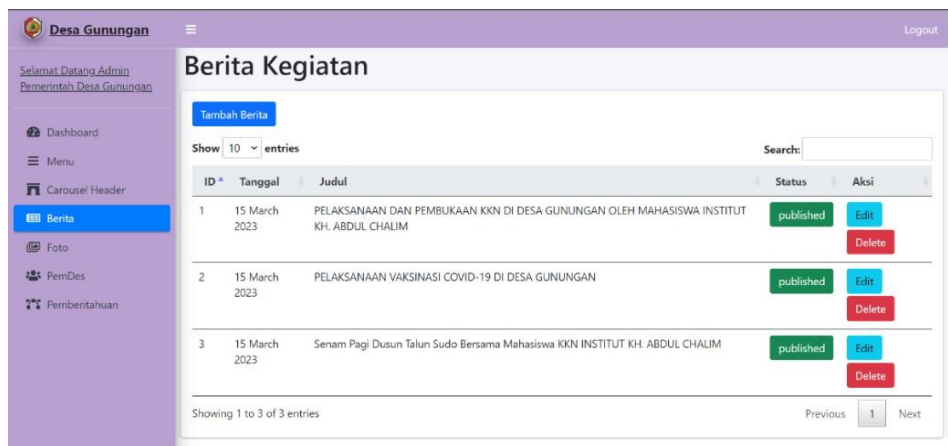 Desa Gunungan
Logout
Selamat Datang Admin
Pemerintah Desa Gunungan
Dashboard
Menu
Carousel Header
Berita
Foto
PemDes
Pemberitahuan
Berita Kegiatan
Tambah Berita
Show 10 entries
Search:
ID Tanggal Judul Status Aksi
1 15 March PELAKSANAAN DAN PEMBUKAAN KKN DI DESA GUNUNGAN OLEH MAHASISWA INSTITUT published Edit
2023 KH. ABDUL CHALIM Delete
2 15 March PELAKSANAAN VAKSINASI COVID-19 DI DESA GUNUNGAN published Edit
2023 Delete
3 15 March Senam Pagi Dusun Talun Sudo Bersama Mahasiswa KKN INSTITUT KH. ABDUL CHALIM published Edit
2023 Delete
Showing 1 to 3 of 3 entries
Previous 1 Next